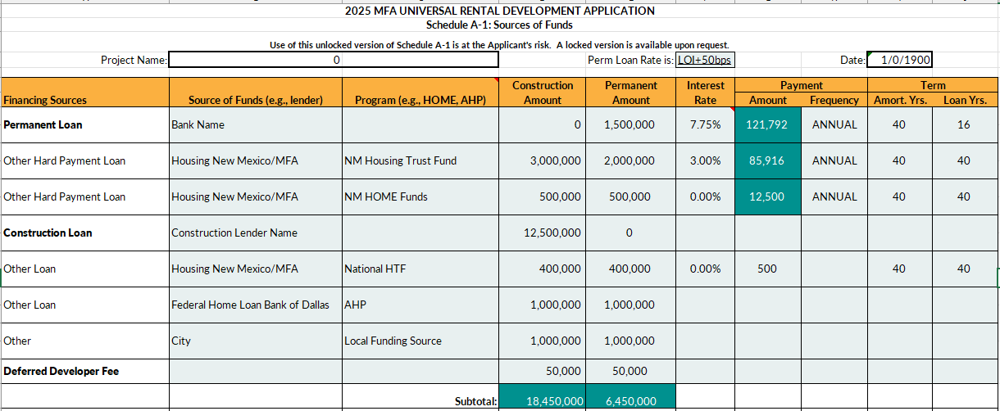 2025 MFA UNIVERSAL RENTAL DEVELOPMENT APPLICATION
Schedule A-1: Sources of Funds
Use of this unlocked version of Schedule A-1 is at the Applicant's risk. A locked version is available upon request.
Project Name: 0 Perm Loan Rate is: LOI+50bps Date: 1/0/1900
Construction Permanent Interest Payment Term
Financing Sources Source of Funds (e.g., lender) Program (e.g., HOME, AHP) Amount Amount Rate Amount Frequency Amort. Yrs. Loan Yrs.
Permanent Loan Bank Name 0 1,500,000 7.75% 121,792 ANNUAL 40 16
Other Hard Payment Loan Housing New Mexico/MFA NM Housing Trust Fund 3,000,000 2,000,000 3.00% 85,916 ANNUAL 40 40
Other Hard Payment Loan Housing New Mexico/MFA NM HOME Funds 500,000 500,000 0.00% 12,500 ANNUAL 40 40
Construction Loan Construction Lender Name 12,500,000 0
Other Loan Housing New Mexico/MFA National HTF 400,000 400,000 0.00% 500 40 40
Other Loan Federal Home Loan Bank of Dallas AHP 1,000,000 1,000,000
Other City Local Funding Source 1,000,000 1,000,000
Deferred Developer Fee 50,000 50,000
Subtotal: 18,450,000 6,450,000